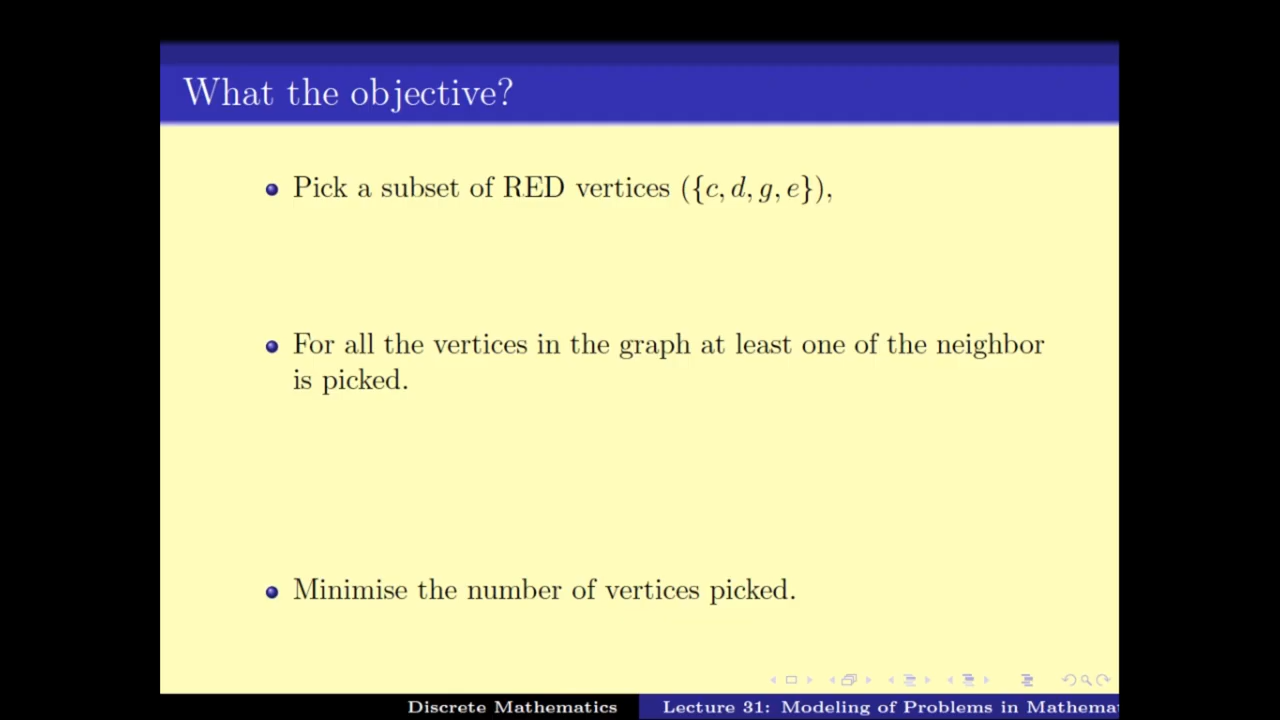 What the objective?
Pick a subset of RED vertices ({c, d, g, e}),
For all the vertices in the graph at least one of the neighbor
is picked.
Minimise the number of vertices picked.
Discrete Mathematics
Lecture 31: Modeling of Problems in Mathema